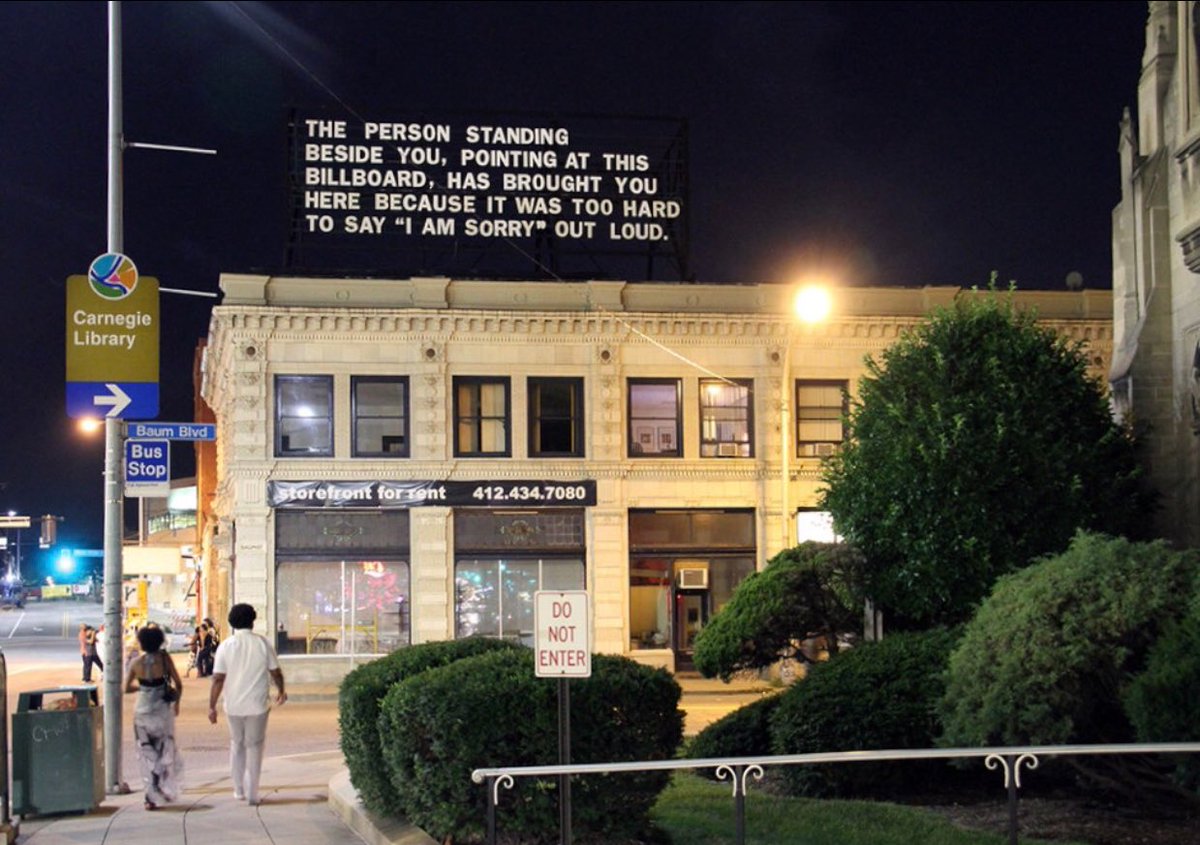 THE PERSON STANDING
BESIDE YOU, POINTING AT THIS
BILLBOARD, HAS BROUGHT YOU
HERE BECAUSE IT WAS TOO HARD
TO SAY “I AM SORRY” OUT LOUD.
Carnegie
Library
Baum Blvd
Bus
Stop
storefront for rent 412.434.7080
DO
NOT
ENTER